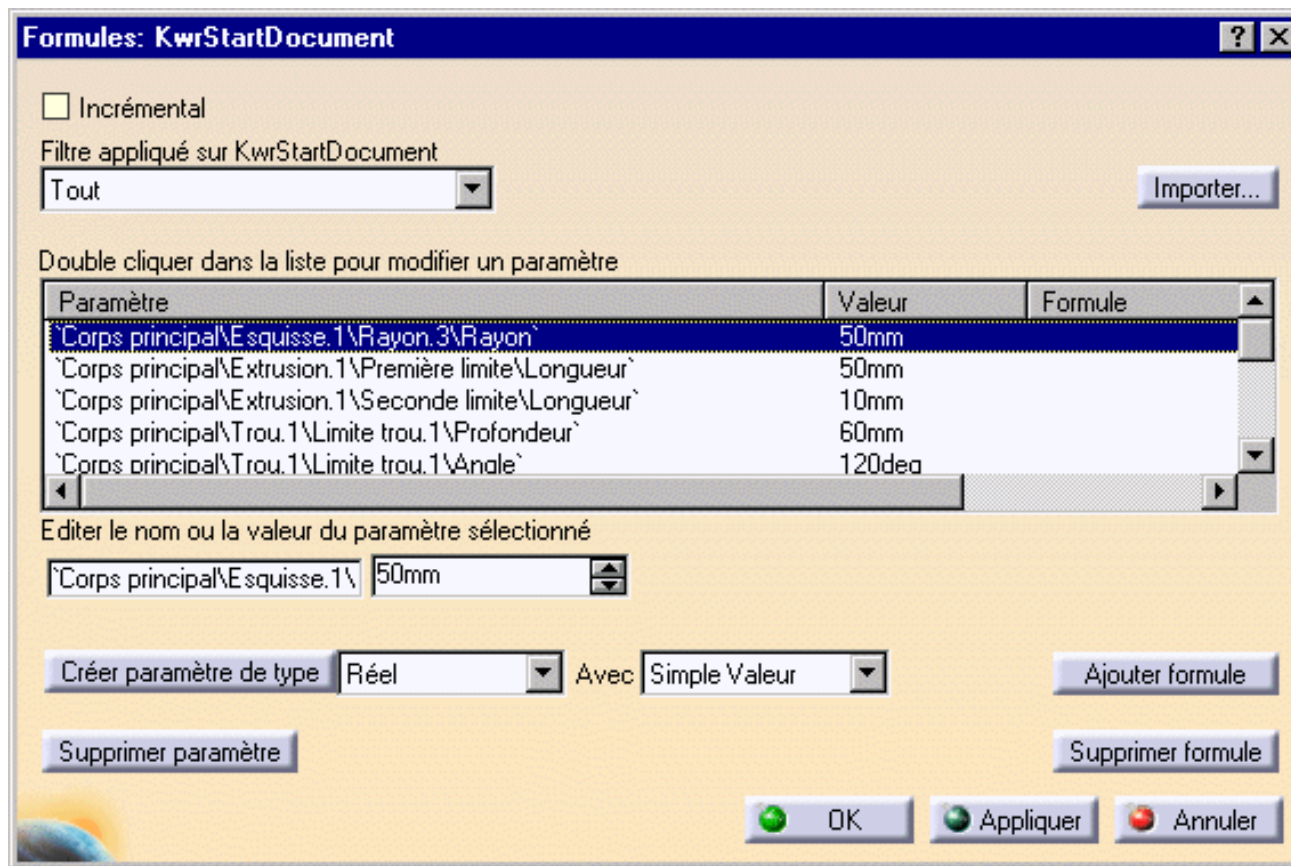 Formules: KwrStartDocument
Incrémental
Filtre appliqué sur KwrStartDocument
Tout
Importer...
Double cliquer dans la liste pour modifier un paramètre
Paramètre Valeur Formule
`Corps principal\Esquisse.1\Rayon.3\Rayon` 50mm
`Corps principal\Extrusion.1\Première limite\Longueur` 50mm
`Corps principal\Extrusion.1\Seconde limite\Longueur` 10mm
`Corps principal\Trou.1\Limite trou.1\Profondeur` 60mm
`Corps principal\Trou.1\Limite trou.1\Angle` 120deg
Editer le nom ou la valeur du paramètre sélectionné
`Corps principal\Esquisse.1\ 50mm
Créer paramètre de type Réel Avec Simple Valeur Ajouter formule
Supprimer paramètre Supprimer formule
OK Appliquer Annuler